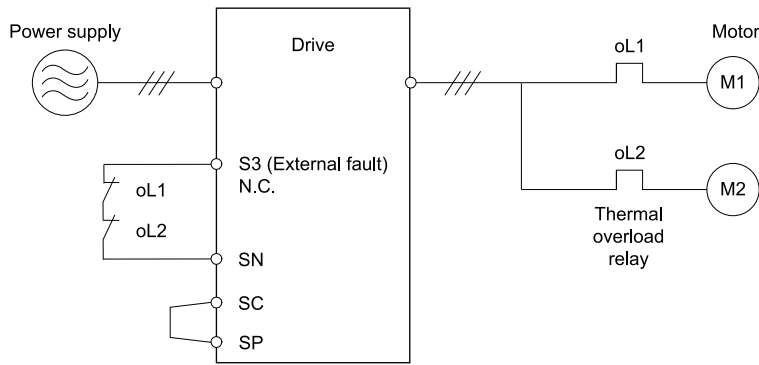 Power supply
Drive
oL1
Motor
M1
S3 (External fault)
N.C.
oL1
oL2
oL2
M2
Thermal
overload
relay
SN
SC
SP